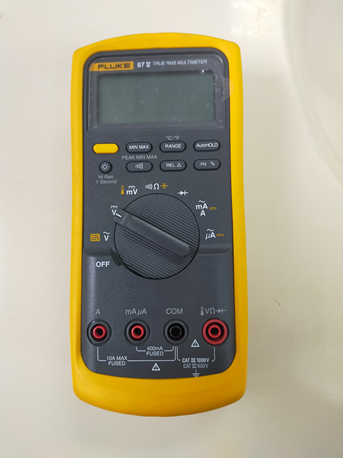 FLUKE 87 V TRUE RMS MULTIMETER
°C/°F
MIN MAX RANGE AutoHOLD
PEAK MIN MAX
REL Δ Hz %
Hi Res
1 Second
mV Ω
V mA
A
V µA
OFF
A mA µA COM VΩ
10A MAX
FUSED
400mA
FUSED
CAT III 1000V
CAT IV 600V